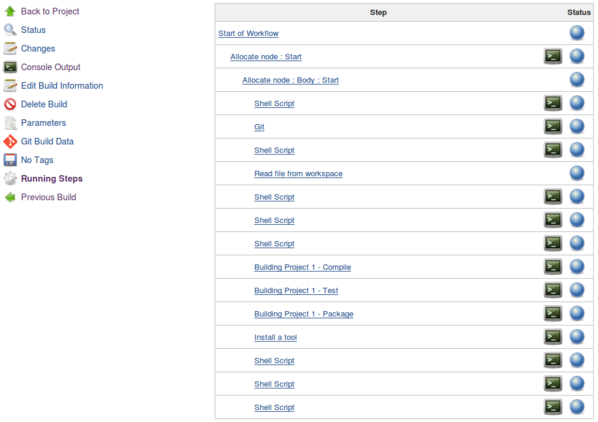 Back to Project
Status
Changes
Console Output
Edit Build Information
Delete Build
Parameters
Git Build Data
No Tags
Running Steps
Previous Build
Step Status
Start of Workflow
Allocate node : Start
Allocate node : Body : Start
Shell Script
Git
Shell Script
Read file from workspace
Shell Script
Shell Script
Shell Script
Building Project 1 - Compile
Building Project 1 - Test
Building Project 1 - Package
Install a tool
Shell Script
Shell Script
Shell Script